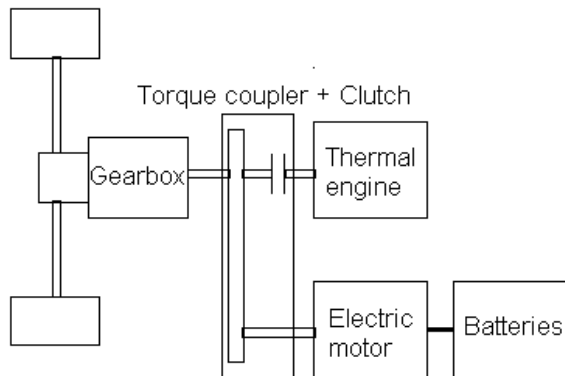 Torque coupler + Clutch
Gearbox
Thermal
engine
Electric
motor
Batteries